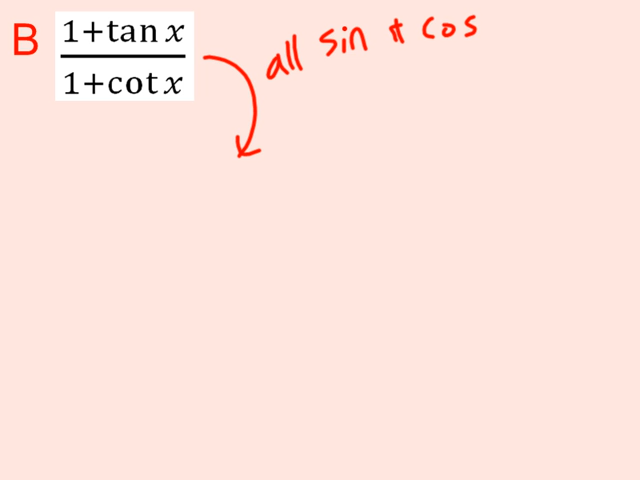 B 1+tan x all sin & cos
1+cot x